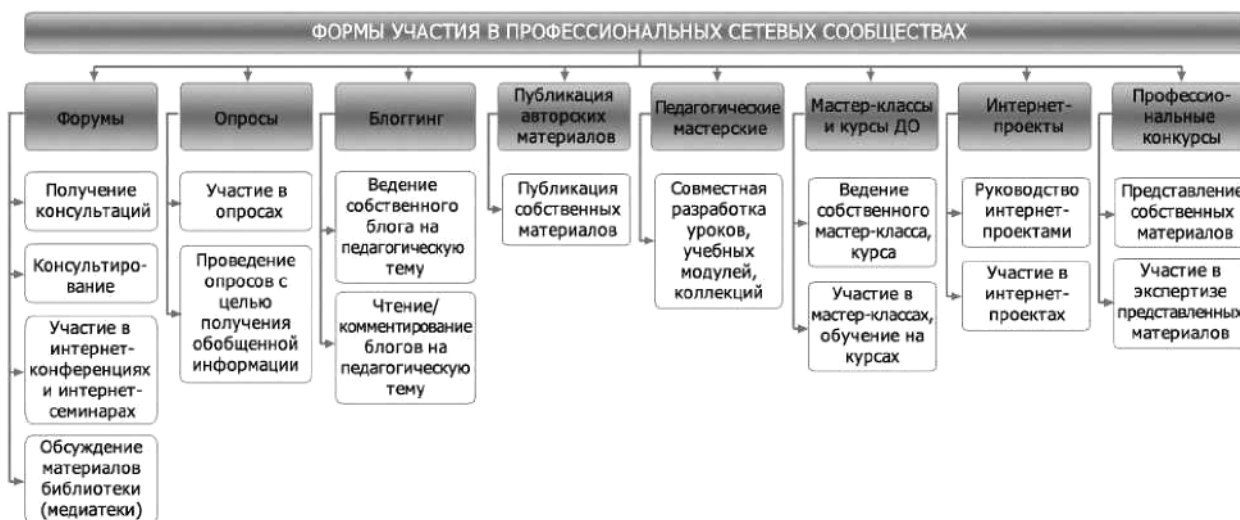 ФОРМЫ УЧАСТИЯ В ПРОФЕССИОНАЛЬНЫХ СЕТЕВЫХ СООБЩЕСТВАХ
Форумы
Получение
консультаций
Консультиро-
вание
Участие в
интернет-
конференциях
и интернет-
семинарах
Обсуждение
материалов
библиотеки
(медиатеки)
Опросы
Участие в
опросах
Проведение
опросов с
целью
получения
обобщенной
информации
Блоггинг
Ведение
собственного
блога на
педагогическую
тему
Чтение/
комментирование
блогов на
педагогическую
тему
Публикация
авторских
материалов
Публикация
собственных
материалов
Педагогические
мастерские
Совместная
разработка
уроков,
учебных
модулей,
коллекций
Мастер-классы
и курсы ДО
Ведение
собственного
мастер-класса,
курса
Участие в
мастер-классах,
обучение на
курсах
Интернет-
проекты
Руководство
интернет-
проектами
Участие в
интернет-
проектах
Профессио-
нальные
конкурсы
Представление
собственных
материалов
Участие в
экспертизе
представленных
материалов